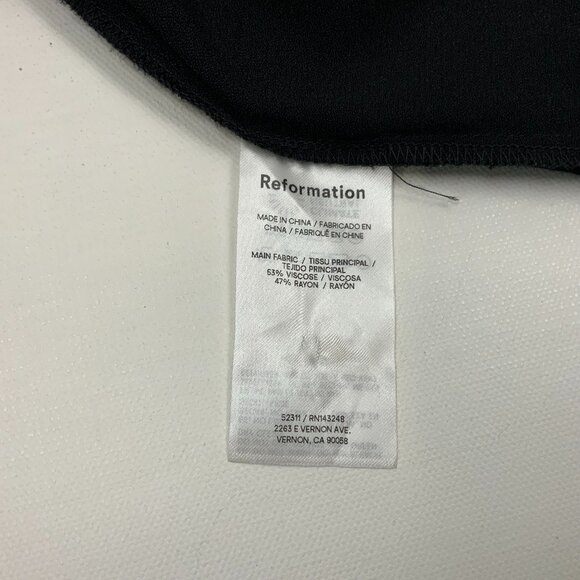 Reformation
MADE IN CHINA / FABRICADO EN
CHINA / FABRIQUÉ EN CHINE
MAIN FABRIC / TISSU PRINCIPAL /
TEJIDO PRINCIPAL
53% VISCOSE / VISCOSA
47% RAYON / RAYÓN
52311 / RN143248
2263 E VERNON AVE.
VERNON, CA 90058